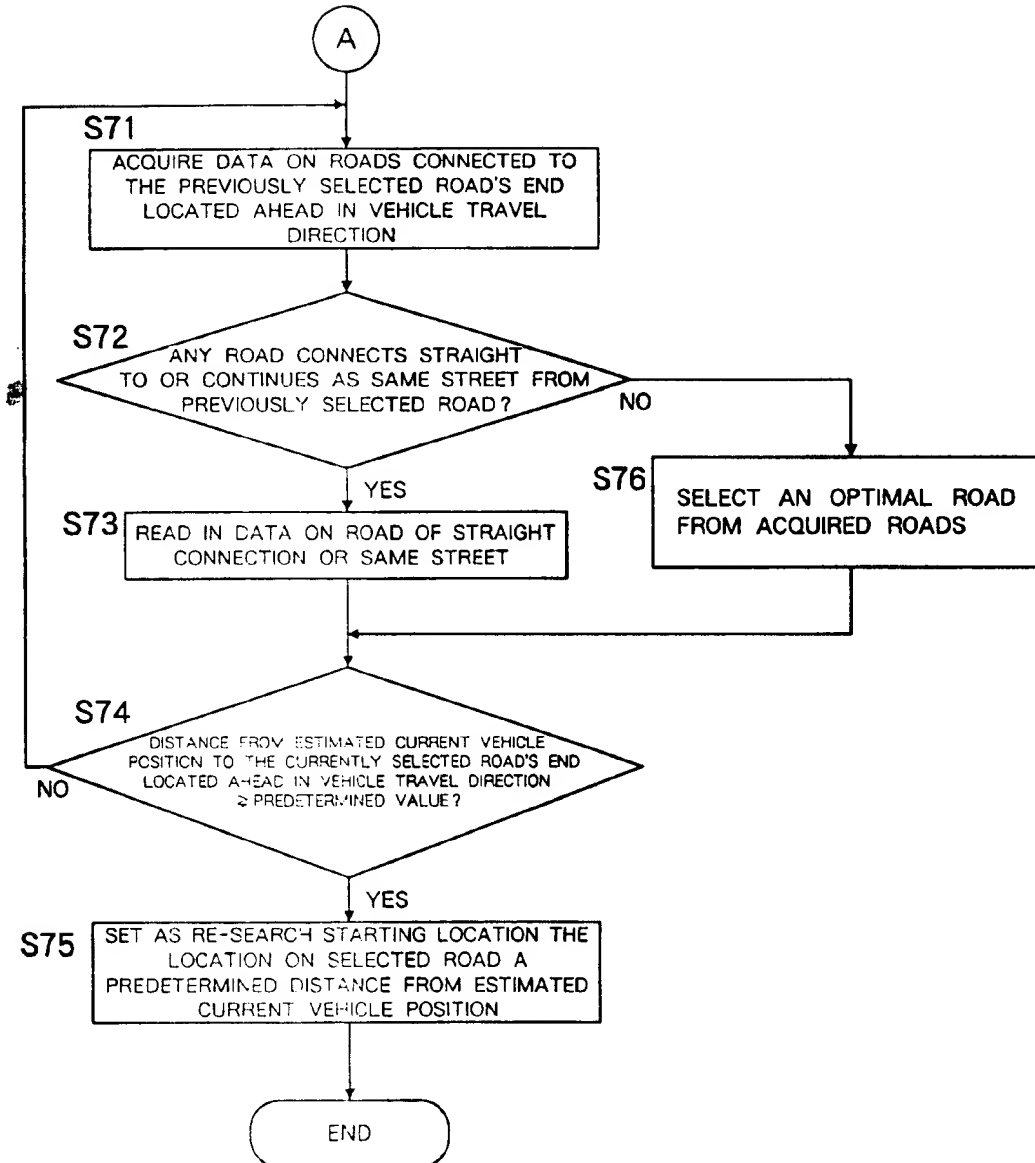 A
S71
ACQUIRE DATA ON ROADS CONNECTED TO
THE PREVIOUSLY SELECTED ROAD'S END
LOCATED AHEAD IN VEHICLE TRAVEL
DIRECTION
S72
ANY ROAD CONNECTS STRAIGHT
TO OR CONTINUES AS SAME STREET FROM
PREVIOUSLY SELECTED ROAD?
NO
YES
S76
SELECT AN OPTIMAL ROAD
FROM ACQUIRED ROADS
S73
READ IN DATA ON ROAD OF STRAIGHT
CONNECTION OR SAME STREET
S74
DISTANCE FROM ESTIMATED CURRENT VEHICLE
POSITION TO THE CURRENTLY SELECTED ROAD'S END
LOCATED AHEAD IN VEHICLE TRAVEL DIRECTION
≥ PREDETERMINED VALUE?
NO
YES
S75
SET AS RE-SEARCH STARTING LOCATION THE
LOCATION ON SELECTED ROAD A
PREDETERMINED DISTANCE FROM ESTIMATED
CURRENT VEHICLE POSITION
END